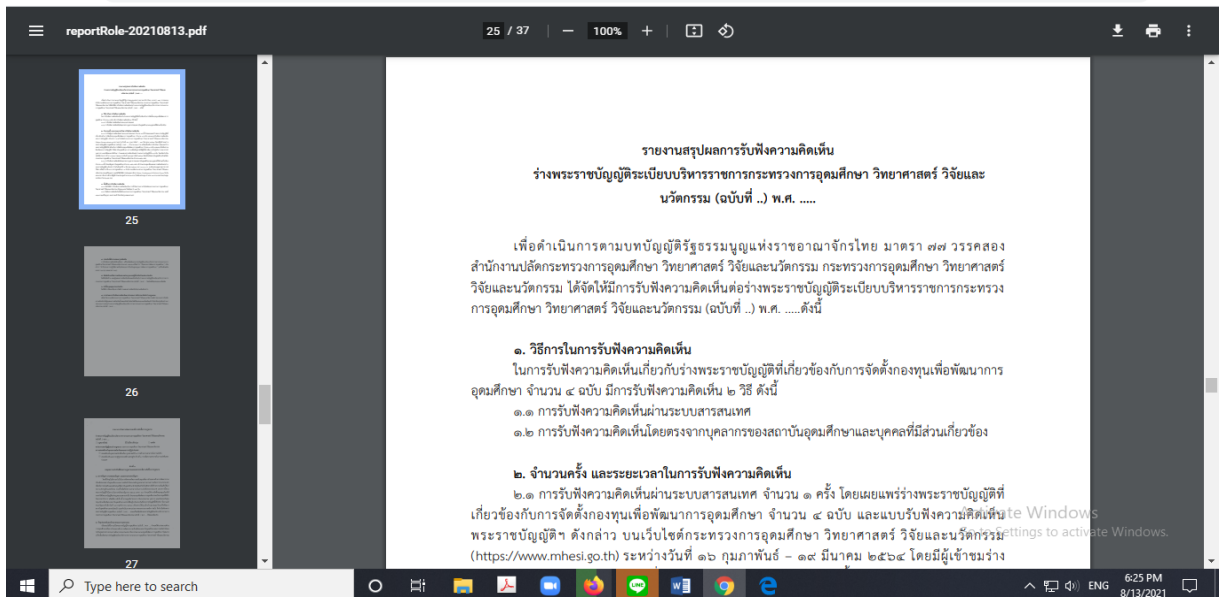 reportRole-20210813.pdf
25 / 37
100%
25
26
27
รายงานสรุปผลการรับฟังความคิดเห็น
ร่างพระราชบัญญัติระเบียบบริหารราชการกระทรวงการอุดมศึกษา วิทยาศาสตร์ วิจัยและ
นวัตกรรม (ฉบับที่ ..) พ.ศ. .....
เพื่อดำเนินการตามบทบัญญัติรัฐธรรมนูญแห่งราชอาณาจักรไทย มาตรา ๗๗ วรรคสอง
สำนักงานปลัดกระทรวงการอุดมศึกษา วิทยาศาสตร์ วิจัยและนวัตกรรม กระทรวงการอุดมศึกษา วิทยาศาสตร์
วิจัยและนวัตกรรม ได้จัดให้มีการรับฟังความคิดเห็นต่อร่างพระราชบัญญัติระเบียบบริหารราชการกระทรวง
การอุดมศึกษา วิทยาศาสตร์ วิจัยและนวัตกรรม (ฉบับที่ ..) พ.ศ. .....ดังนี้
๑. วิธีการในการรับฟังความคิดเห็น
ในการรับฟังความคิดเห็นเกี่ยวกับร่างพระราชบัญญัติที่เกี่ยวข้องกับการจัดตั้งกองทุนเพื่อพัฒนาการ
อุดมศึกษา จำนวน ๔ ฉบับ มีการรับฟังความคิดเห็น ๒ วิธี ดังนี้
๑.๑ การรับฟังความคิดเห็นผ่านระบบสารสนเทศ
๑.๒ การรับฟังความคิดเห็นโดยตรงจากบุคลากรของสถาบันอุดมศึกษาและบุคคลที่มีส่วนเกี่ยวข้อง
๒. จำนวนครั้ง และระยะเวลาในการรับฟังความคิดเห็น
๒.๑ การรับฟังความคิดเห็นผ่านระบบสารสนเทศ จำนวน ๑ ครั้ง โดยเผยแพร่ร่างพระราชบัญญัติที่
เกี่ยวข้องกับการจัดตั้งกองทุนเพื่อพัฒนาการอุดมศึกษา จำนวน ๔ ฉบับ และแบบรับฟังความคิดเห็น
พระราชบัญญัติฯ ดังกล่าว บนเว็บไซต์กระทรวงการอุดมศึกษา วิทยาศาสตร์ วิจัยและนวัตกรรม
(https://www.mhesi.go.th) ระหว่างวันที่ ๑๖ กุมภาพันธ์ – ๑๙ มีนาคม ๒๕๖๔ โดยมีผู้เข้าชมร่าง
Activate Windows
Go to Settings to activate Windows.
Type here to search
ENG
6:25 PM
8/13/2021